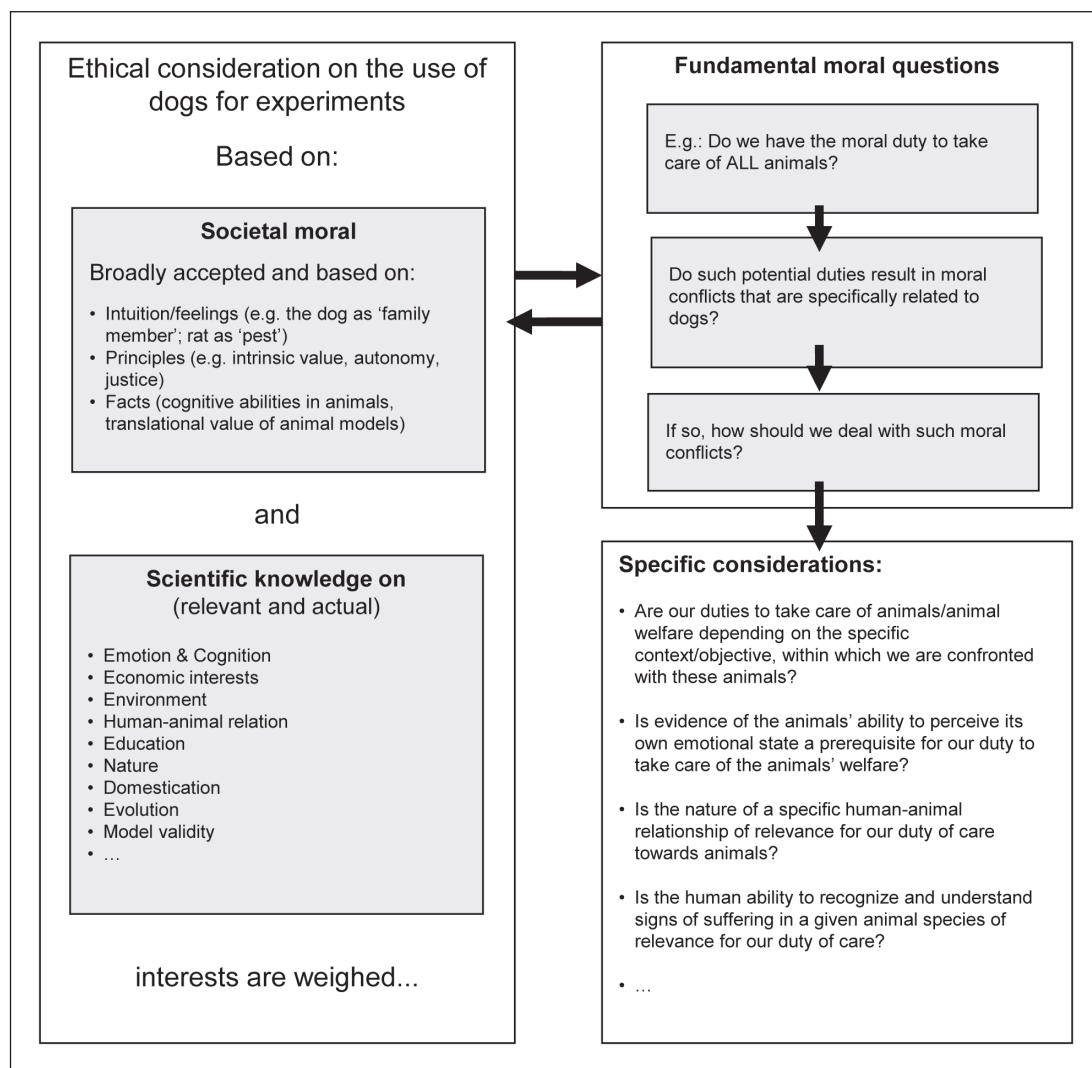 Ethical consideration on the use of
dogs for experiments
Based on:
Societal moral
Broadly accepted and based on:
• Intuition/feelings (e.g. the dog as ‘family
member’; rat as ‘pest’)
• Principles (e.g. intrinsic value, autonomy,
justice)
• Facts (cognitive abilities in animals,
translational value of animal models)
and
Scientific knowledge on
(relevant and actual)
• Emotion & Cognition
• Economic interests
• Environment
• Human-animal relation
• Education
• Nature
• Domestication
• Evolution
• Model validity
• …
interests are weighed...
Fundamental moral questions
E.g.: Do we have the moral duty to take
care of ALL animals?
Do such potential duties result in moral
conflicts that are specifically related to
dogs?
If so, how should we deal with such moral
conflicts?
Specific considerations:
• Are our duties to take care of animals/animal
welfare depending on the specific
context/objective, within which we are confronted
with these animals?
• Is evidence of the animals’ ability to perceive its
own emotional state a prerequisite for our duty to
take care of the animals’ welfare?
• Is the nature of a specific human-animal
relationship of relevance for our duty of care
towards animals?
• Is the human ability to recognize and understand
signs of suffering in a given animal species of
relevance for our duty of care?
• …